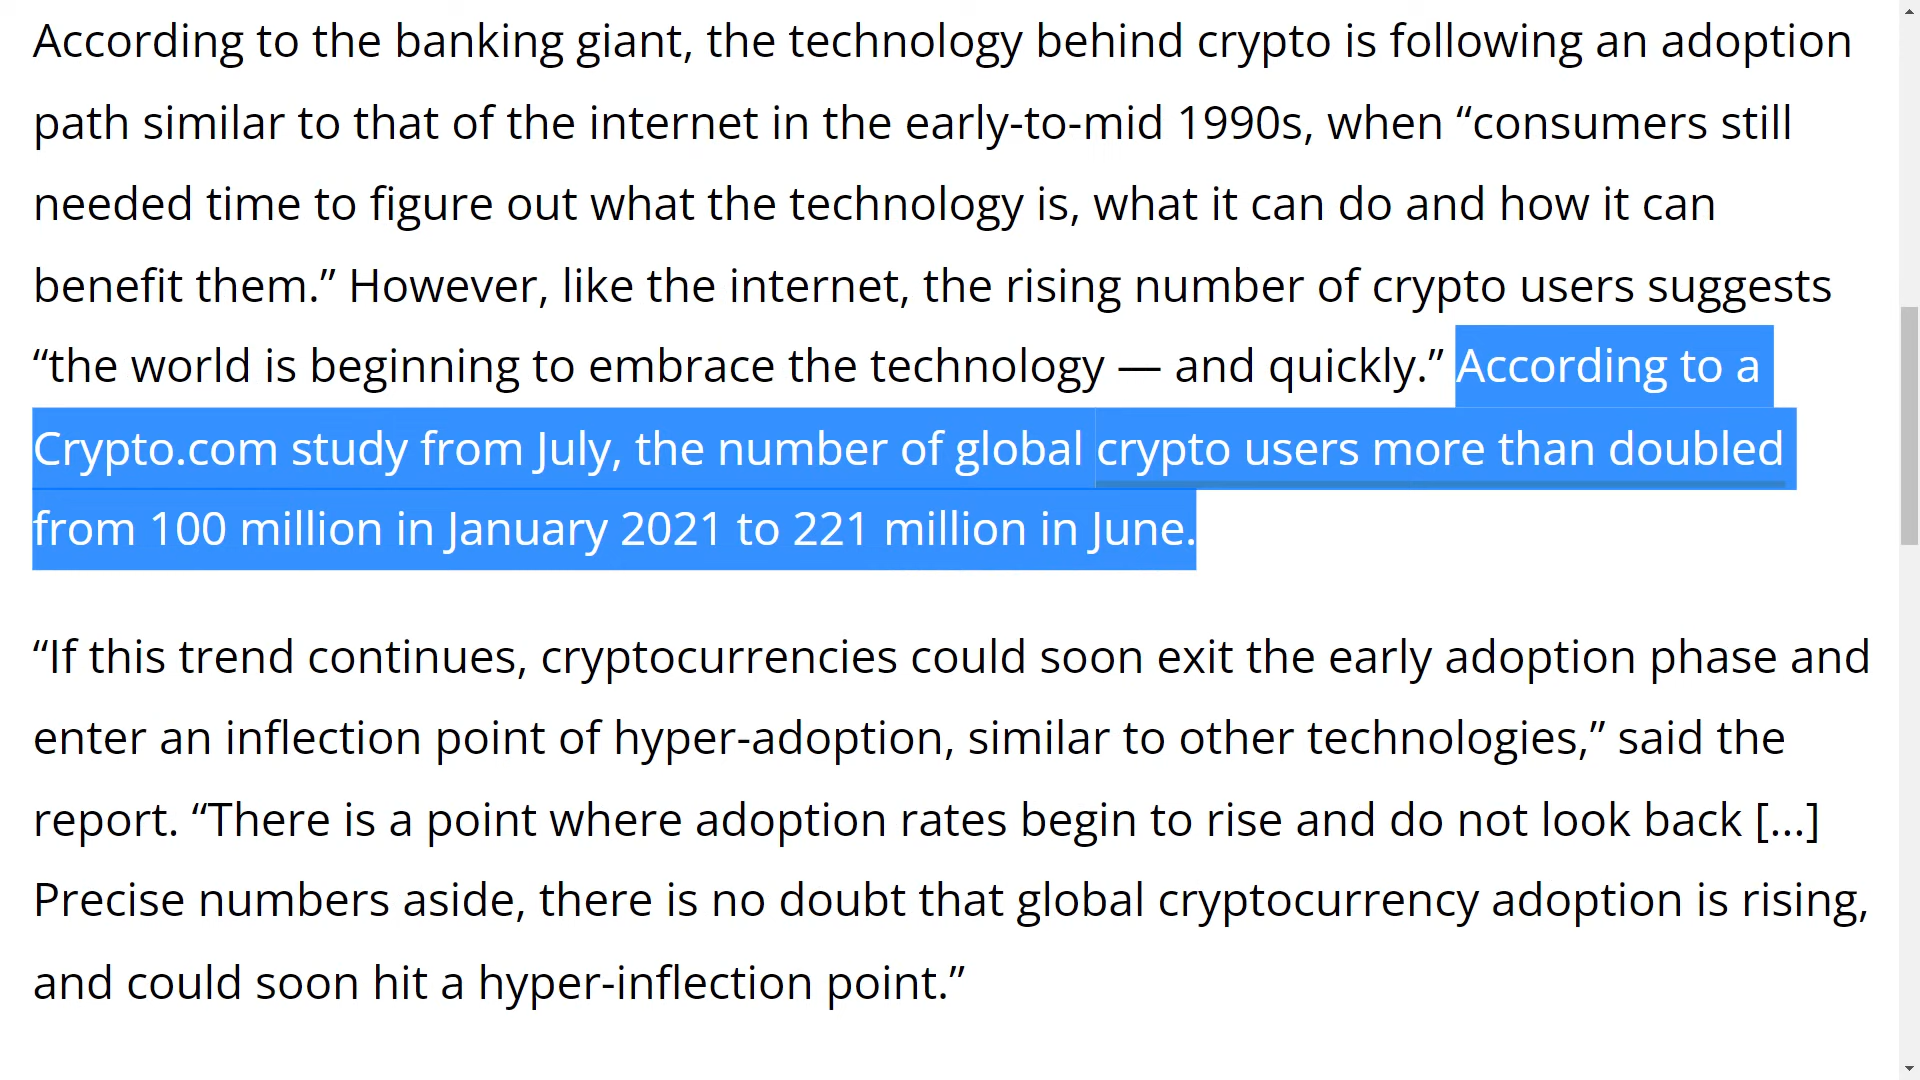 According to the banking giant, the technology behind crypto is following an adoption
path similar to that of the internet in the early-to-mid 1990s, when “consumers still
needed time to figure out what the technology is, what it can do and how it can
benefit them.” However, like the internet, the rising number of crypto users suggests
“the world is beginning to embrace the technology — and quickly.” According to a
Crypto.com study from July, the number of global crypto users more than doubled
from 100 million in January 2021 to 221 million in June.
“If this trend continues, cryptocurrencies could soon exit the early adoption phase and
enter an inflection point of hyper-adoption, similar to other technologies,” said the
report. “There is a point where adoption rates begin to rise and do not look back [...]
Precise numbers aside, there is no doubt that global cryptocurrency adoption is rising,
and could soon hit a hyper-inflection point.”